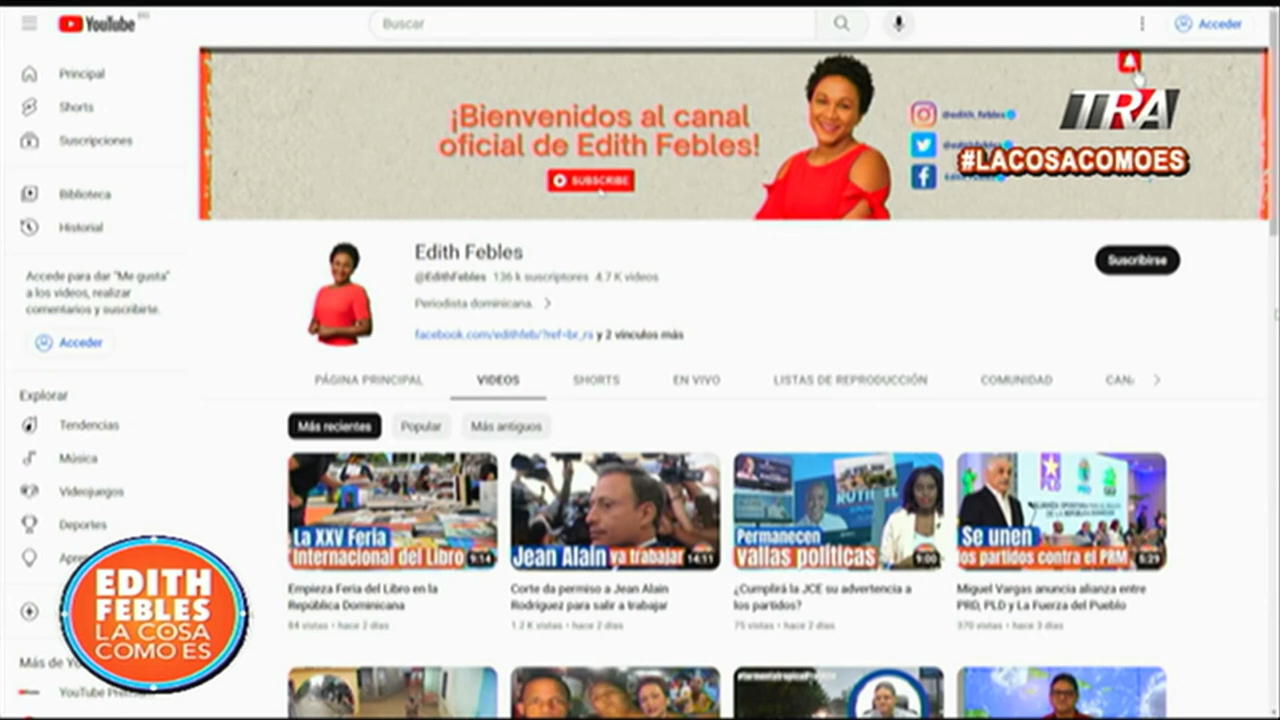 YouTube
DO
Buscar
Acceder
Principal
Shorts
Suscripciones
Biblioteca
Historial
Accede para dar "Me gusta"
a los videos, realizar
comentarios y suscribirte.
Acceder
Explorar
Tendencias
Música
Videojuegos
Deportes
Más de
YouTube
¡Bienvenidos al canal
oficial de Edith Febles!
SUBSCRIBE
@edith_febles
TRA
#LACOSACOMOES
Edith Febles
@EdithFebles 136 k suscriptores 4.7 K videos
Periodista dominicana.
facebook.com/edithfeb/?ref=br_rs y 2 vínculos más
Suscribirse
PÁGINA PRINCIPAL
VIDEOS
SHORTS
EN VIVO
LISTAS DE REPRODUCCIÓN
COMUNIDAD
Más recientes
Popular
Más antiguos
La XXV Feria
Internacional del Libro
9:14
Empieza Feria del Libro en la
República Dominicana
84 vistas • hace 2 días
Jean Alain ya trabajar
14:11
Corte da permiso a Jean Alain
Rodríguez para salir a trabajar
1.2 K vistas • hace 2 días
Permanecen
vallas políticas
9:00
¿Cumplirá la JCE su advertencia a
los partidos?
75 vistas • hace 2 días
PLD
Se unen
los partidos contra el PRM
5:29
Miguel Vargas anuncia alianza entre
PRD, PLD y La Fuerza del Pueblo
370 vistas • hace 3 días
EDITH
FEBLES
LA COSA
COMO ES